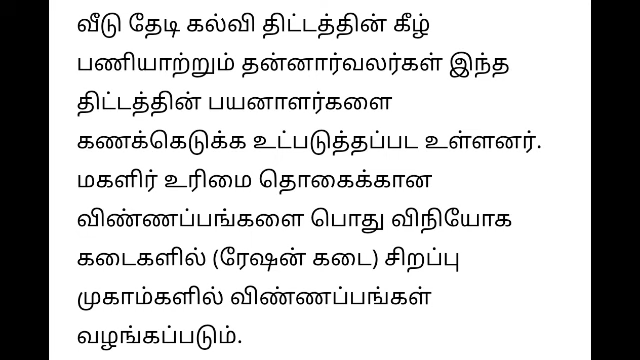 வீடு தேடி கல்வி திட்டத்தின் கீழ்
பணியாற்றும் தன்னார்வலர்கள் இந்த
திட்டத்தின் பயனாளர்களை
கணக்கெடுக்க உட்படுத்தப்பட உள்ளனர்.
மகளிர் உரிமை தொகைக்கான
விண்ணப்பங்களை பொது விநியோக
கடைகளில் (ரேஷன் கடை) சிறப்பு
முகாம்களில் விண்ணப்பங்கள்
வழங்கப்படும்.